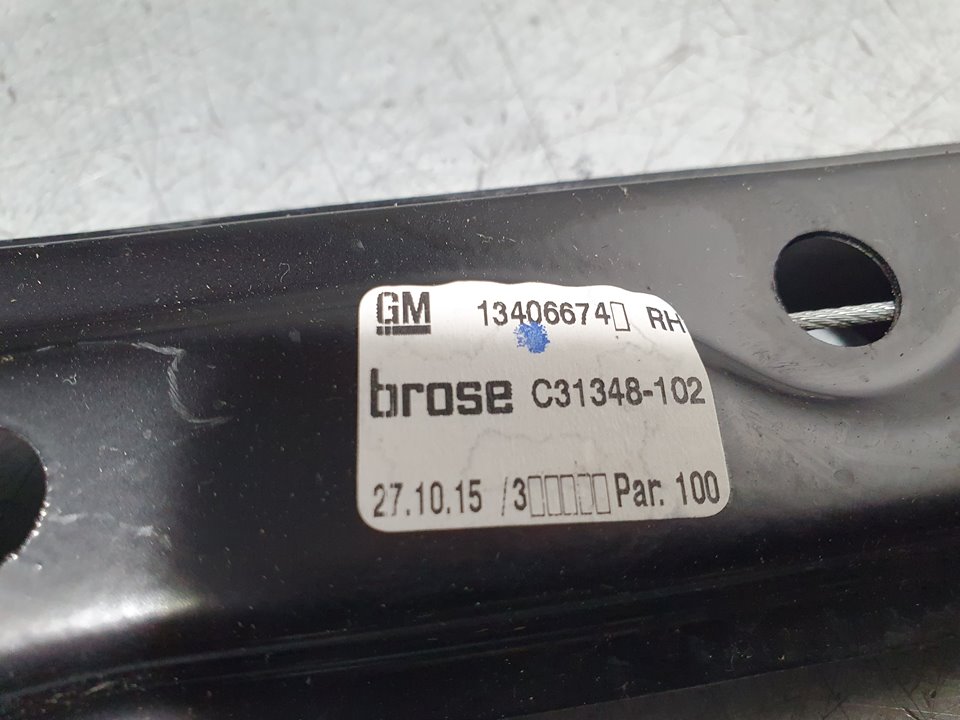 GM 13406674▯ RH
brose C31348-102
27.10.15 /3▯▯▯▯▯ Par. 100